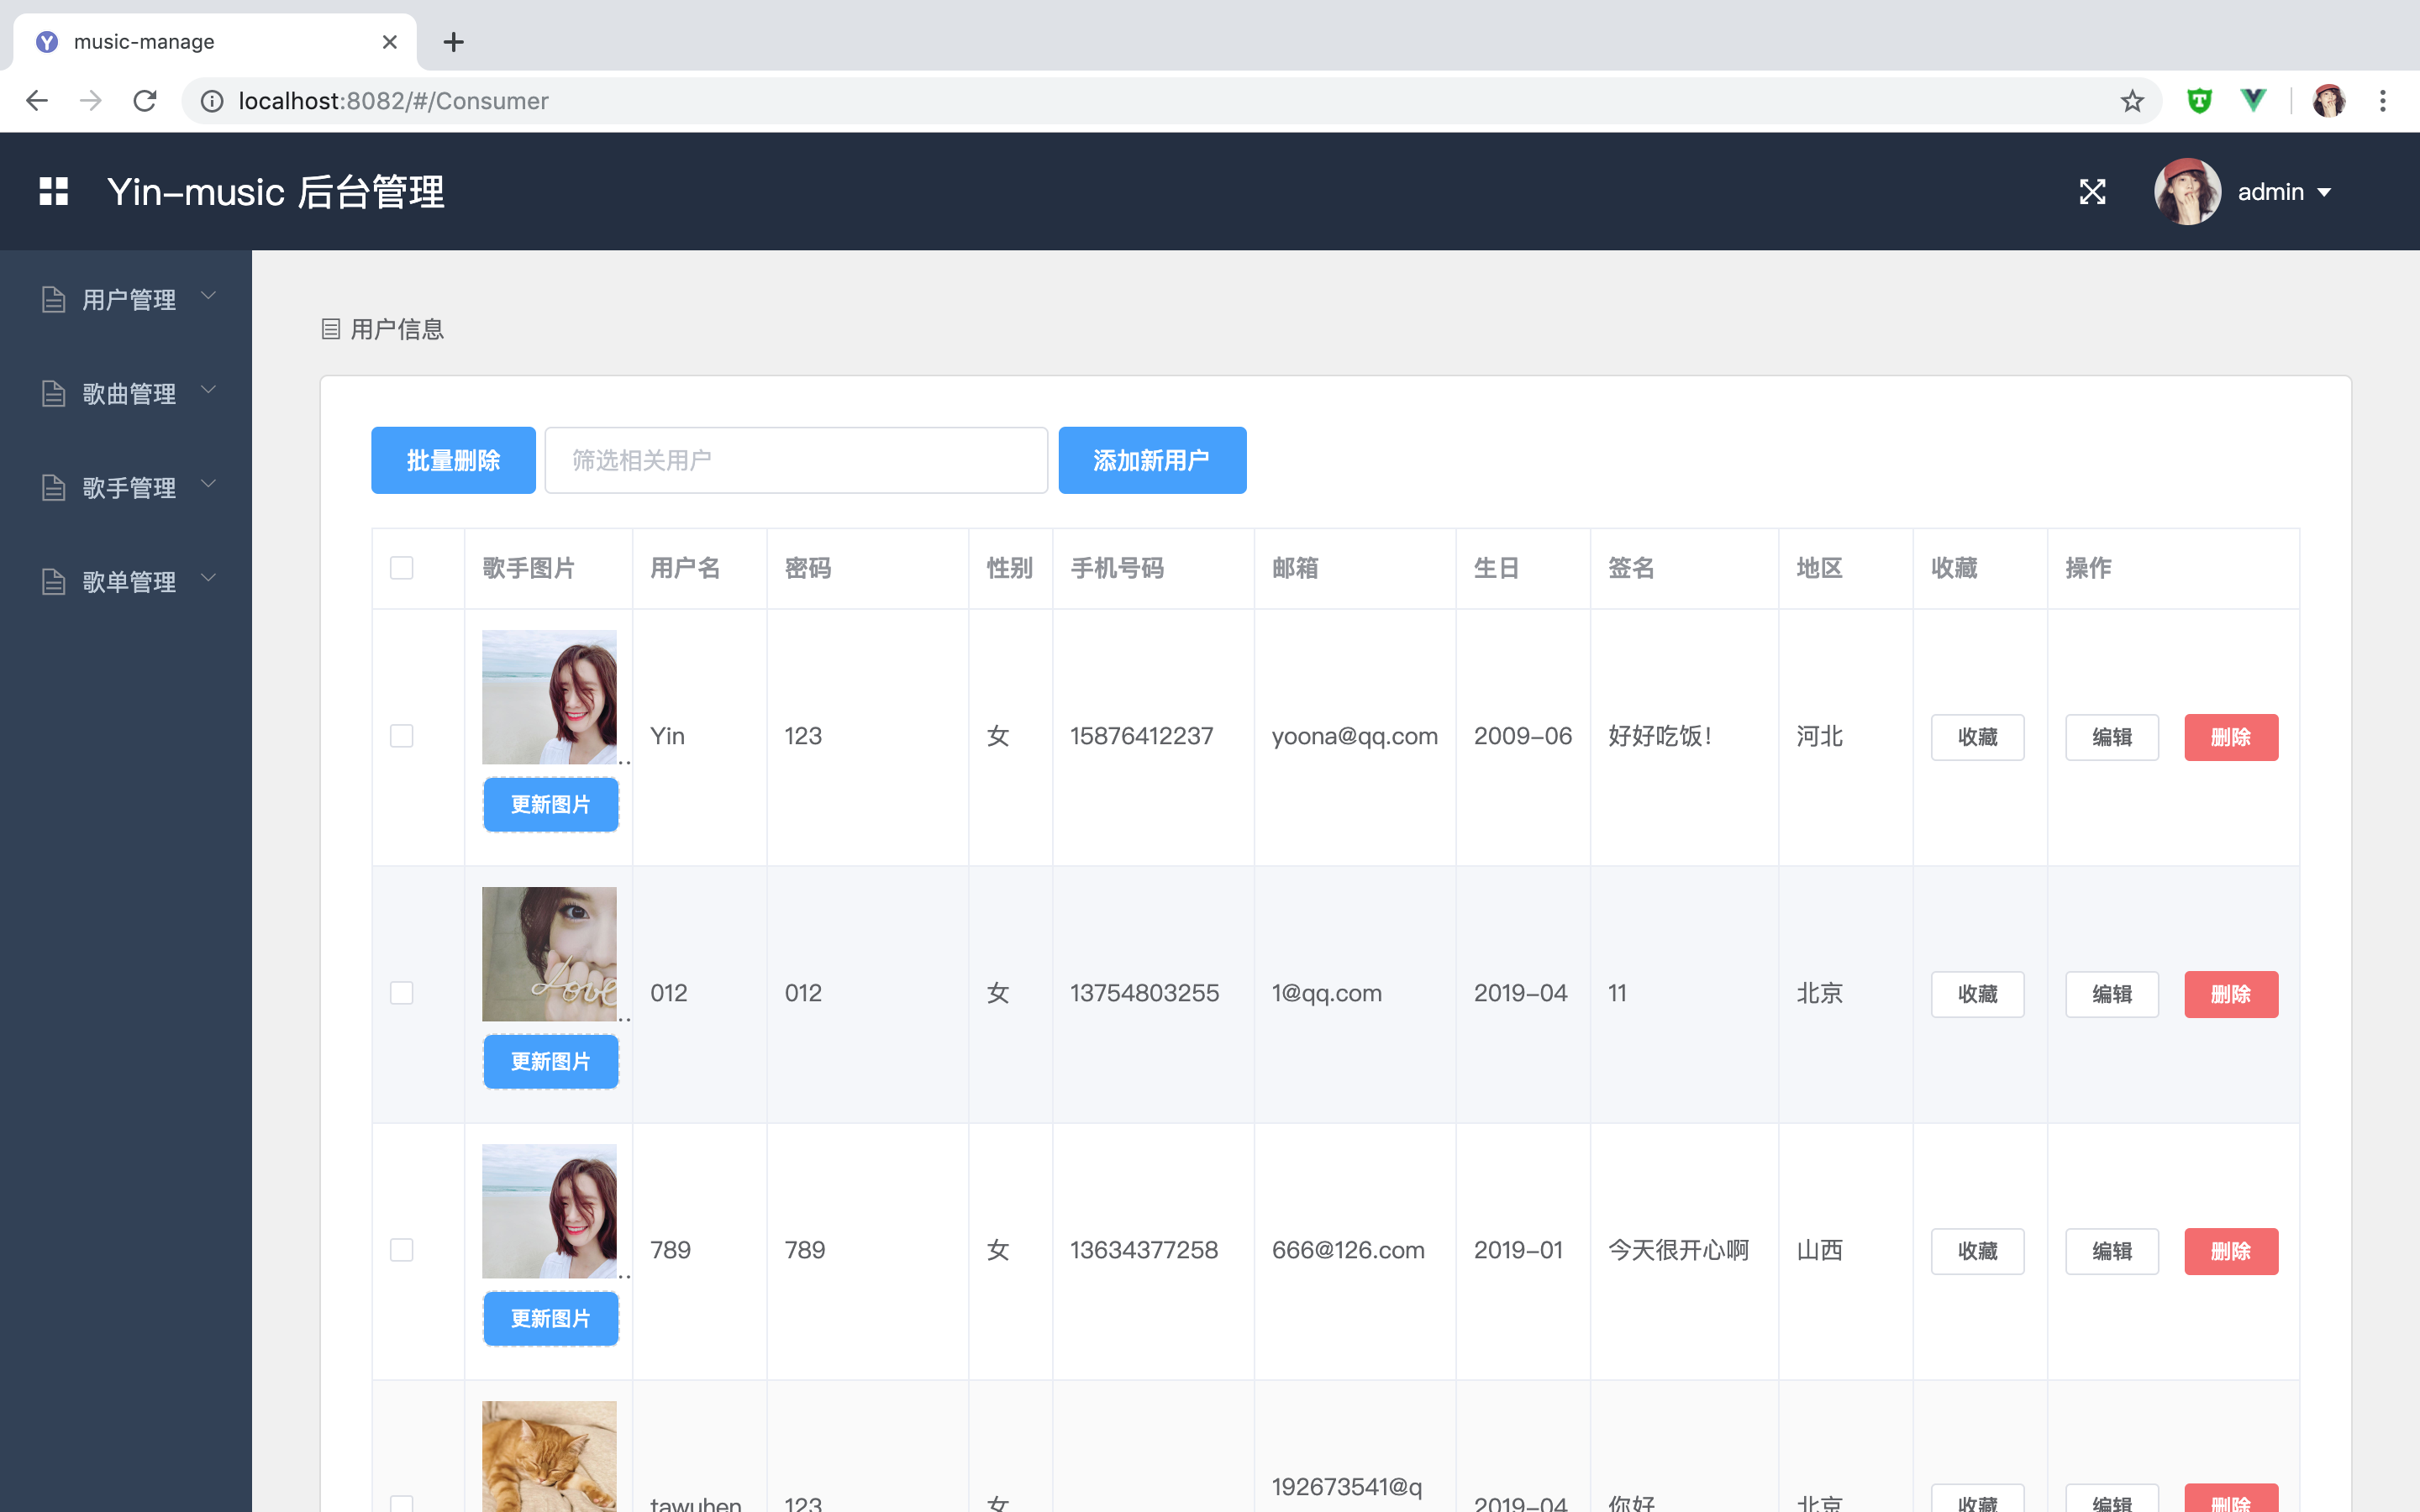 music-manage
localhost:8082/#/Consumer
Yin-music 后台管理
admin
用户管理
歌曲管理
歌手管理
歌单管理
用户信息
批量删除 筛选相关用户 添加新用户
歌手图片 用户名 密码 性别 手机号码 邮箱 生日 签名 地区 收藏 操作
Yin 123 女 15876412237 yoona@qq.com 2009-06 好好吃饭! 河北 收藏 编辑 删除
更新图片
Love
012 012 女 13754803255 1@qq.com 2019-04 11 北京 收藏 编辑 删除
更新图片
789 789 女 13634377258 666@126.com 2019-01 今天很开心啊 山西 收藏 编辑 删除
更新图片
192673541@q
tawuhen 123 女 2019-04 你好 北京 收藏 编辑 删除